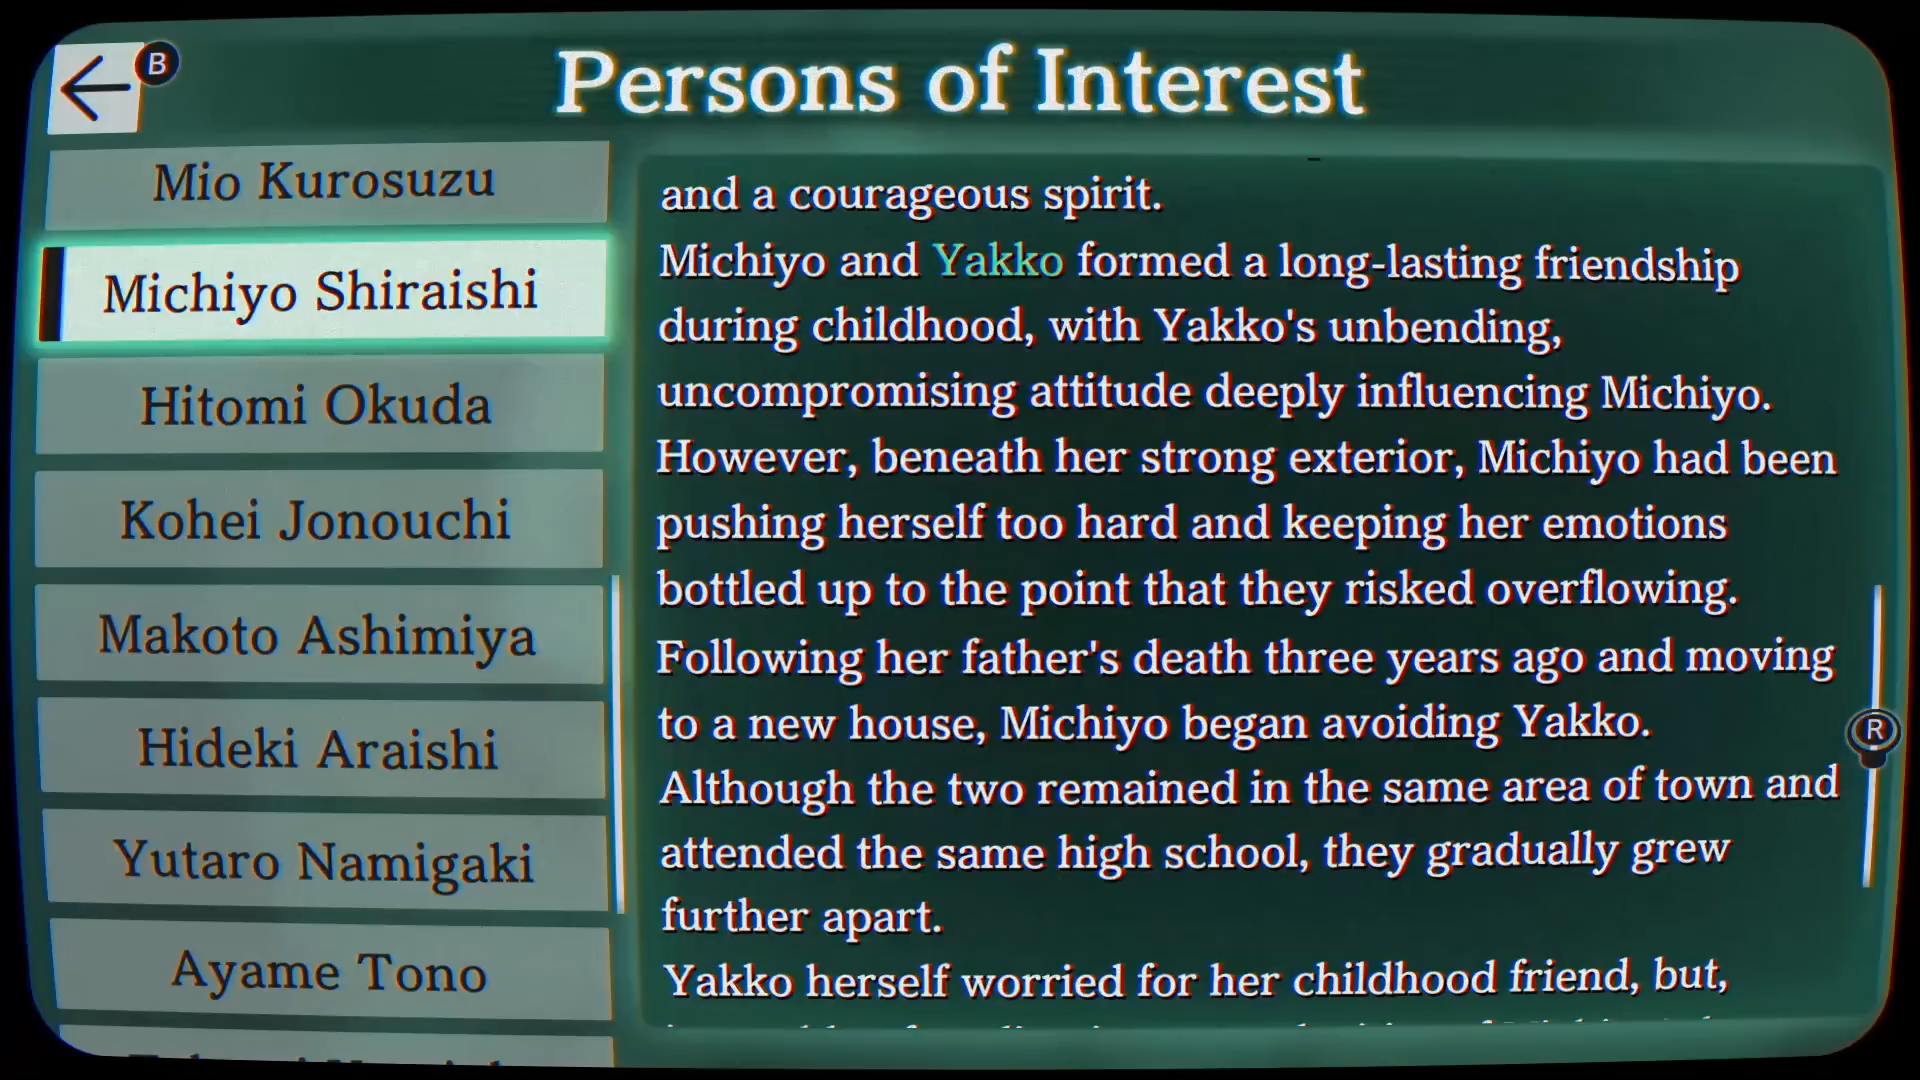 B
Persons of Interest
Mio Kurosuzu
Michiyo Shiraishi
Hitomi Okuda
Kohei Jonouchi
Makoto Ashimiya
Hideki Araishi
Yutaro Namigaki
Ayame Tono
and a courageous spirit.
Michiyo and Yakko formed a long-lasting friendship
during childhood, with Yakko's unbending,
uncompromising attitude deeply influencing Michiyo.
However, beneath her strong exterior, Michiyo had been
pushing herself too hard and keeping her emotions
bottled up to the point that they risked overflowing.
Following her father's death three years ago and moving
to a new house, Michiyo began avoiding Yakko.
Although the two remained in the same area of town and
attended the same high school, they gradually grew
further apart.
Yakko herself worried for her childhood friend, but,
R